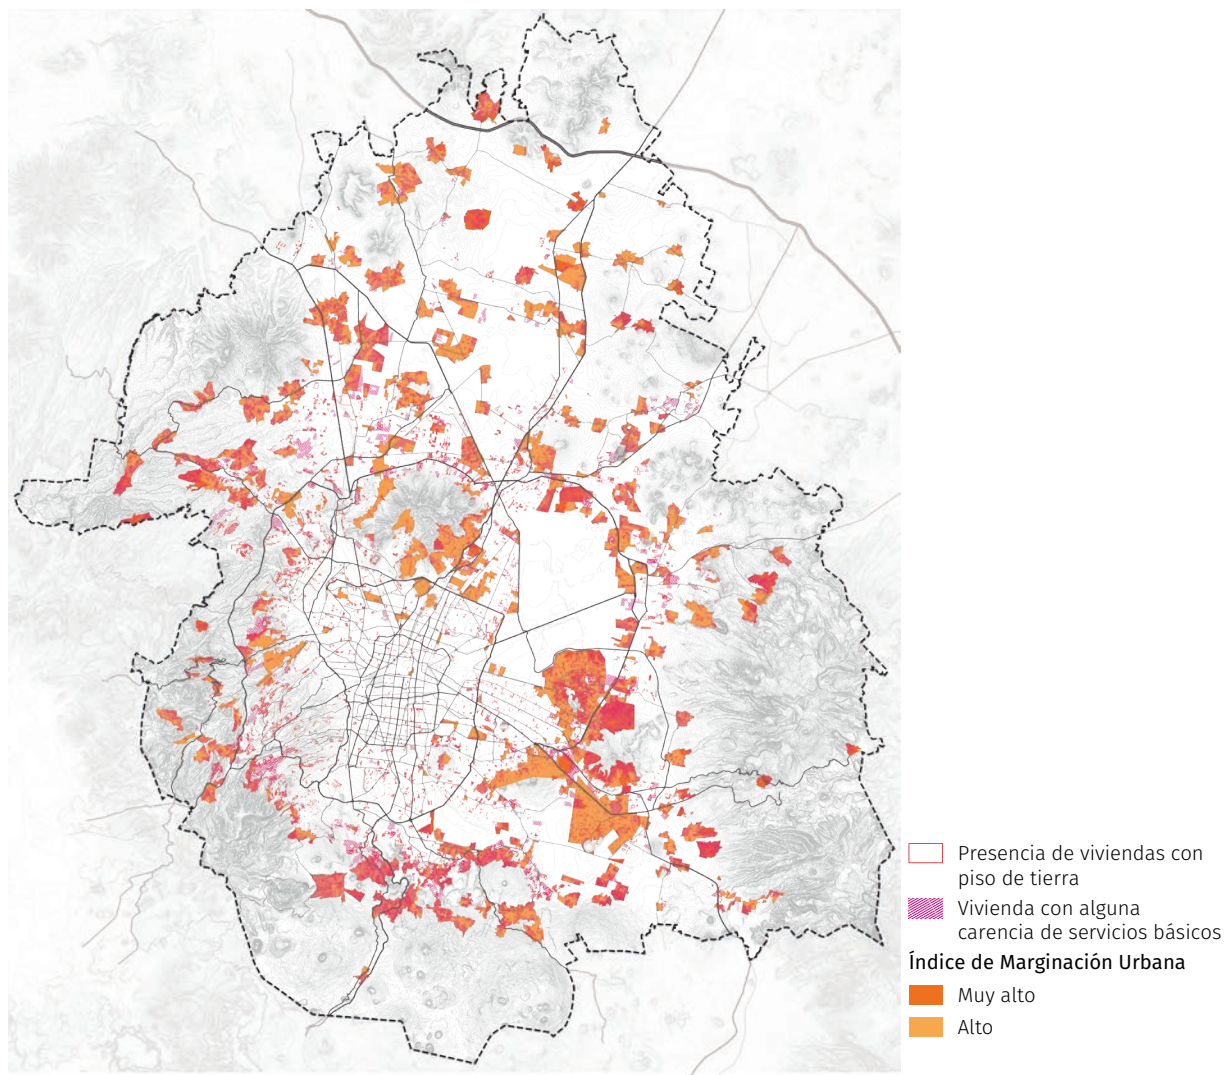 Presencia de viviendas con
piso de tierra
Vivienda con alguna
carencia de servicios básicos
Índice de Marginación Urbana
Muy alto
Alto